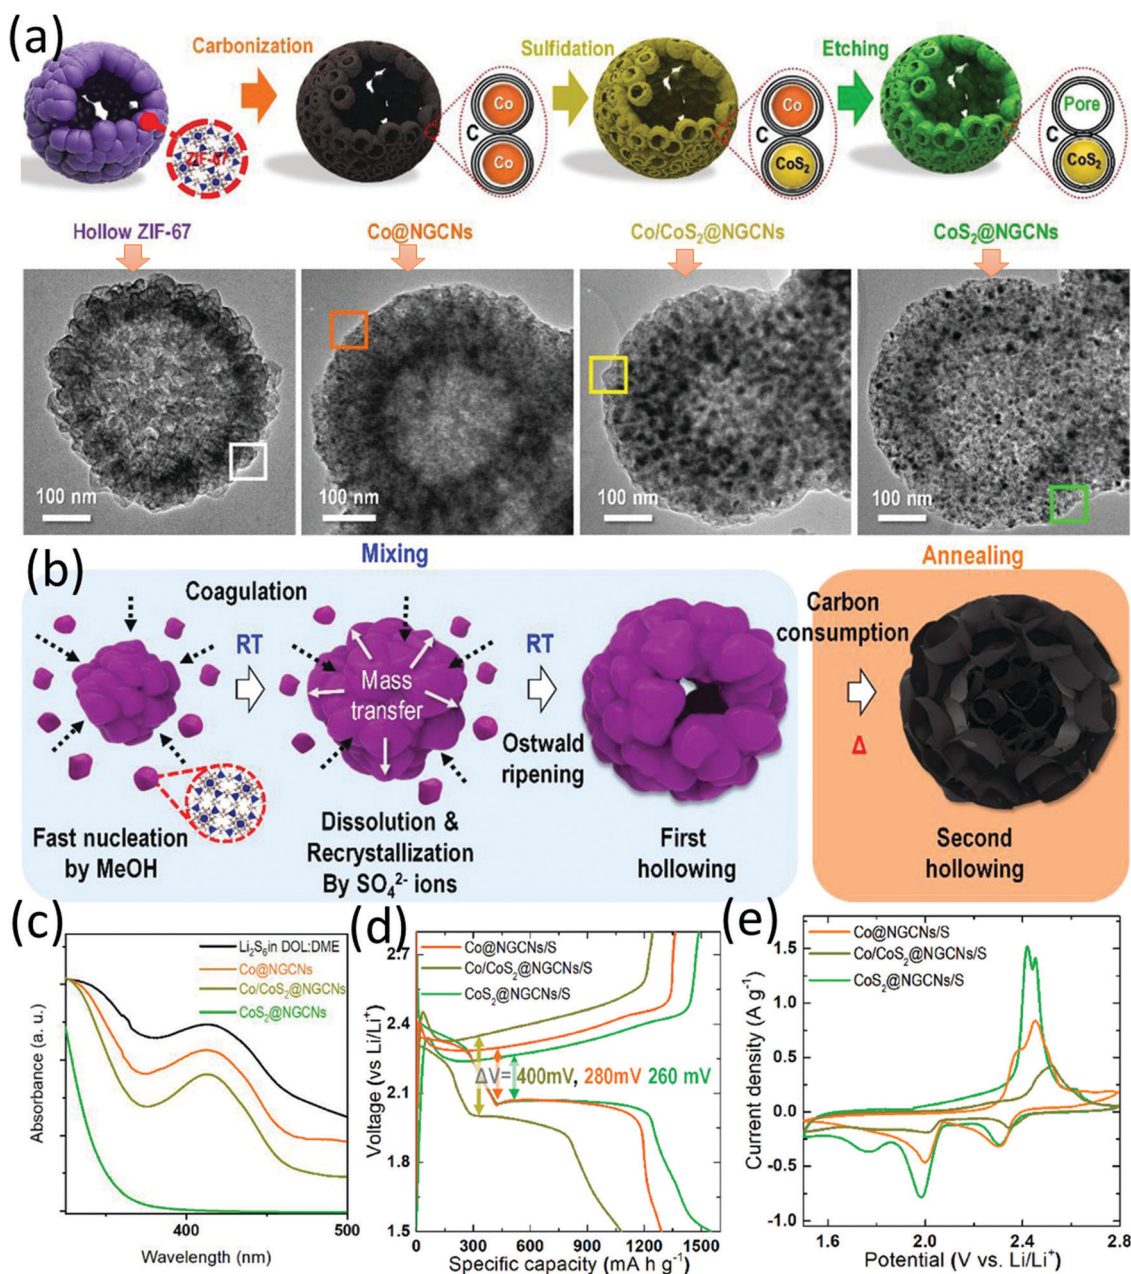 (a)
Carbonization
Sulfidation
Etching
ZIF-67
Co
C
Co
Co
C
CoS₂
Pore
C
CoS₂
Hollow ZIF-67
Co@NGCNs
Co/CoS₂@NGCNs
CoS₂@NGCNs
100 nm
100 nm
100 nm
100 nm
(b)
Mixing
Annealing
Coagulation
RT
Mass
transfer
RT
Ostwald
ripening
Carbon
consumption
Δ
Fast nucleation
by MeOH
Dissolution &
Recrystallization
By SO₄²⁻ ions
First
hollowing
Second
hollowing
(c)
Li₂S₆in DOL:DME
Co@NGCNs
Co/CoS₂@NGCNs
CoS₂@NGCNs
Absorbance (a. u.)
400
500
Wavelength (nm)
(d)
Co@NGCNs/S
Co/CoS₂@NGCNs/S
CoS₂@NGCNs/S
ΔV= 400mV, 280mV 260 mV
Voltage (vs Li/Li⁺)
2.7
2.4
2.1
1.8
1.5
0
300
600
900
1200
1500
Specific capacity (mA h g⁻¹)
(e)
Co@NGCNs/S
Co/CoS₂@NGCNs/S
CoS₂@NGCNs/S
Current density (A g⁻¹)
1.5
1.0
0.5
0.0
-0.5
-1.0
1.6
2.0
2.4
2.8
Potential (V vs. Li/Li⁺)